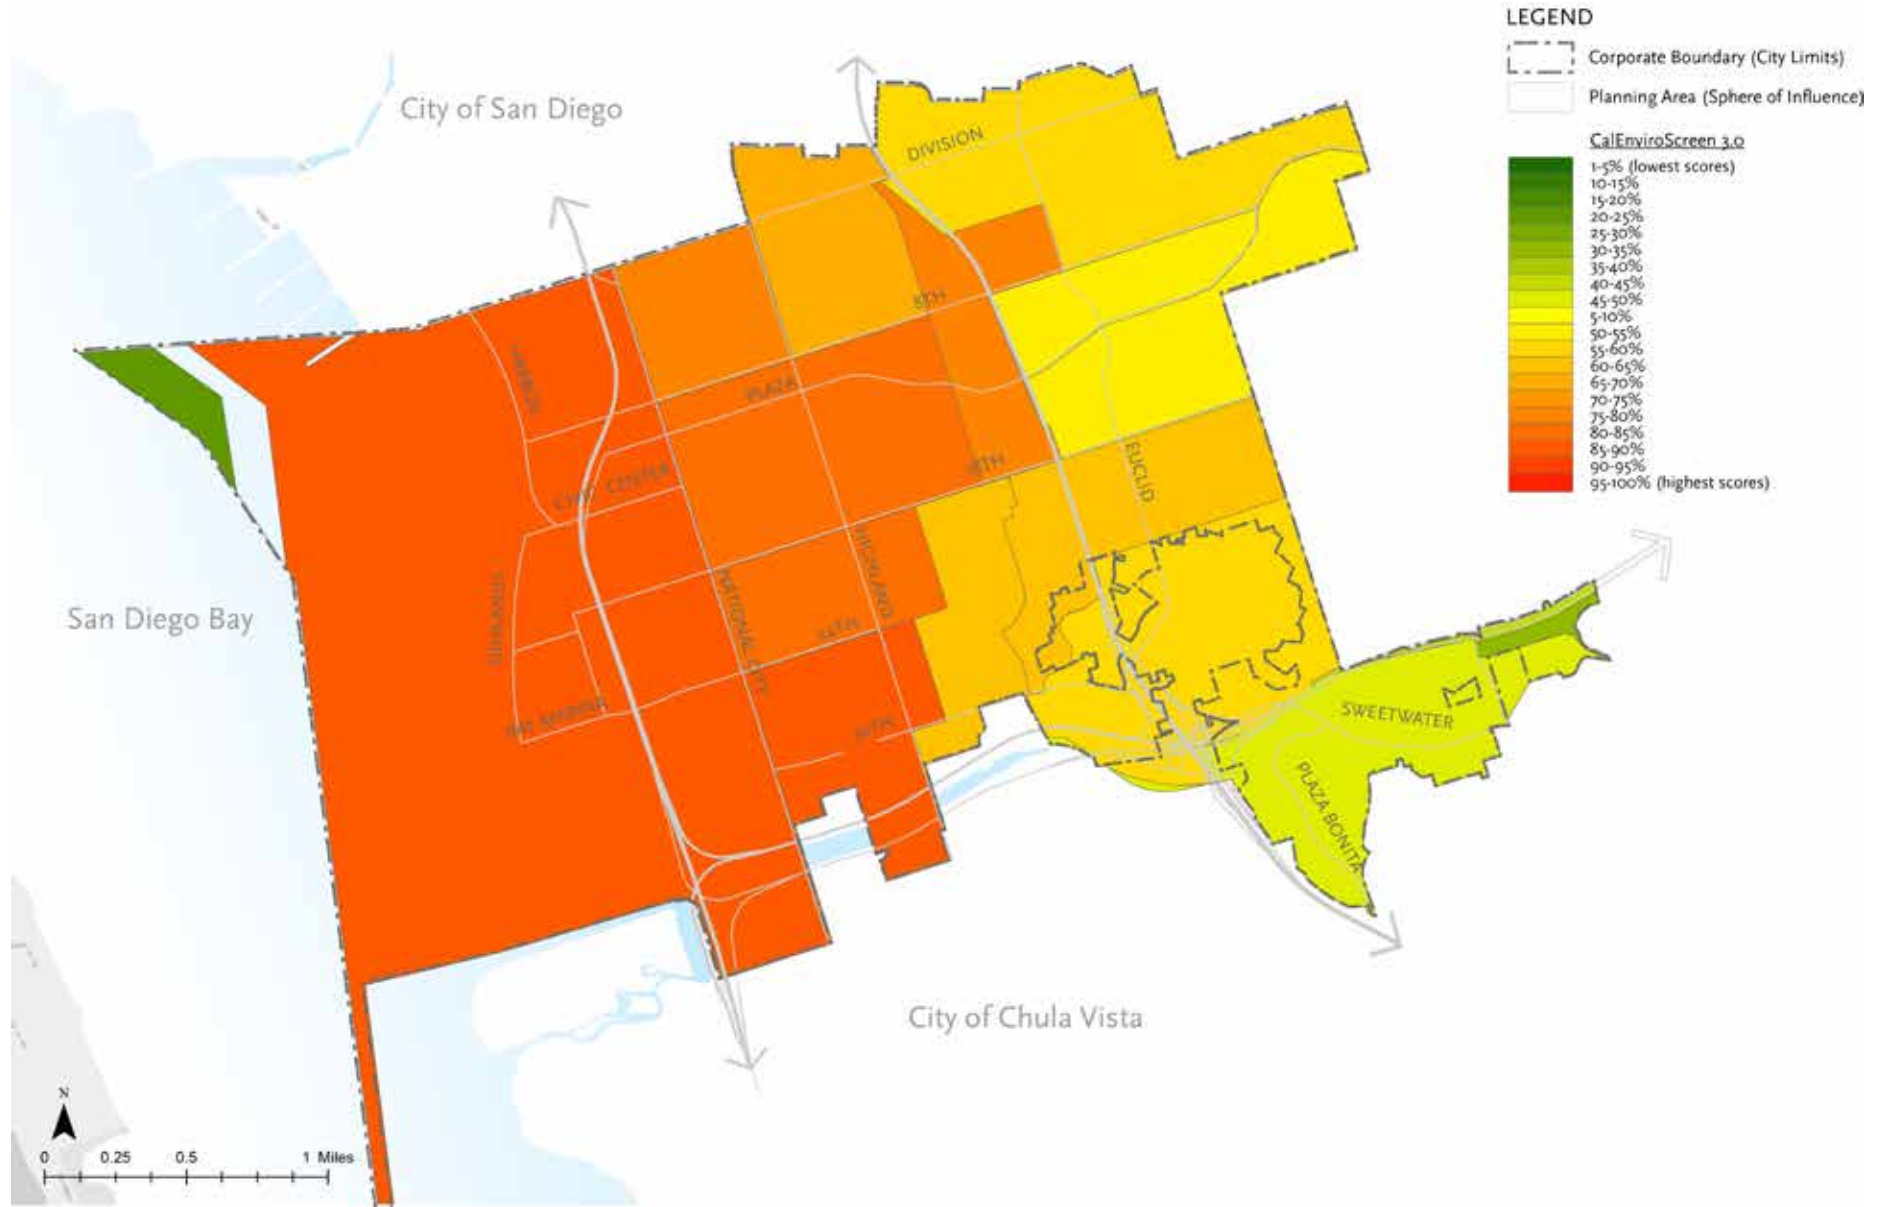 LEGEND
Corporate Boundary (City Limits)
Planning Area (Sphere of Influence)
CalEnviroScreen 3.0
1-5% (lowest scores)
10-15%
15-20%
20-25%
25-30%
30-35%
35-40%
40-45%
45-50%
5-10%
50-55%
55-60%
60-65%
65-70%
70-75%
75-80%
80-85%
85-90%
90-95%
95-100% (highest scores)
City of San Diego
DIVISION
8TH
HARBOR
PLAZA
CIVIC CENTER
18TH
EUCLID
HIGHLAND
NATIONAL CITY
24TH
San Diego Bay
BAY MARINA
30TH
SWEETWATER
PLAZA BONITA
City of Chula Vista
N
0 0.25 0.5 1 Miles